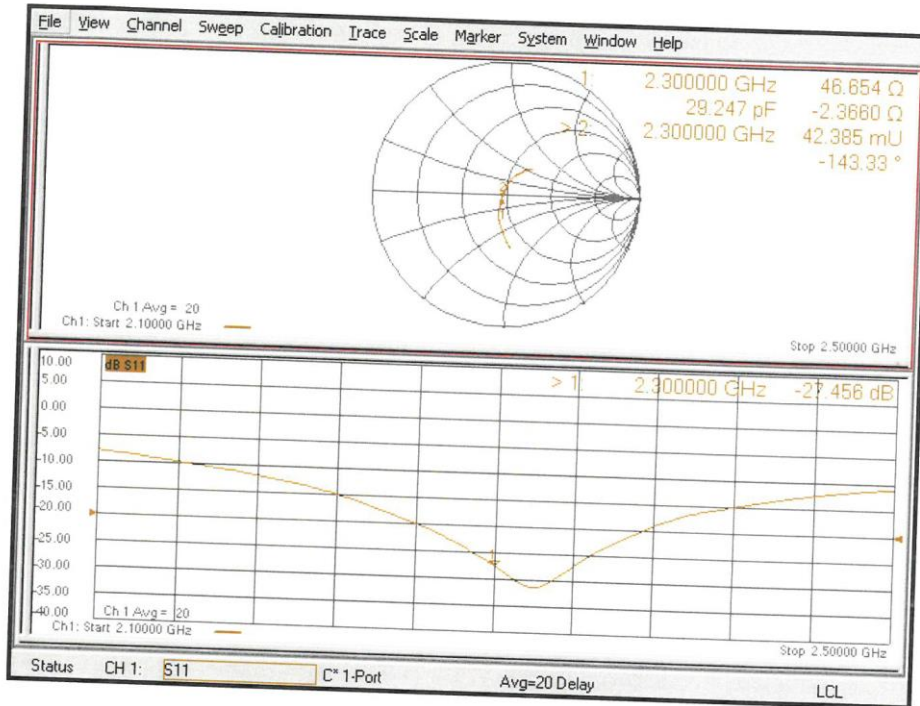 File View Channel Sweep Calibration Trace Scale Marker System Window Help
1: 2.300000 GHz 46.654 Ω
29.247 pF -2.3660 Ω
> 2: 2.300000 GHz 42.385 mU
-143.33 °
Ch 1 Avg = 20
Ch1: Start 2.10000 GHz
Stop 2.50000 GHz
10.00
dB S11
> 1: 2.300000 GHz -27.456 dB
5.00
0.00
-5.00
-10.00
-15.00
-20.00
-25.00
1
-30.00
-35.00
-40.00
Ch 1 Avg = 20
Ch1: Start 2.10000 GHz
Stop 2.50000 GHz
Status CH 1: S11 C* 1-Port Avg=20 Delay LCL